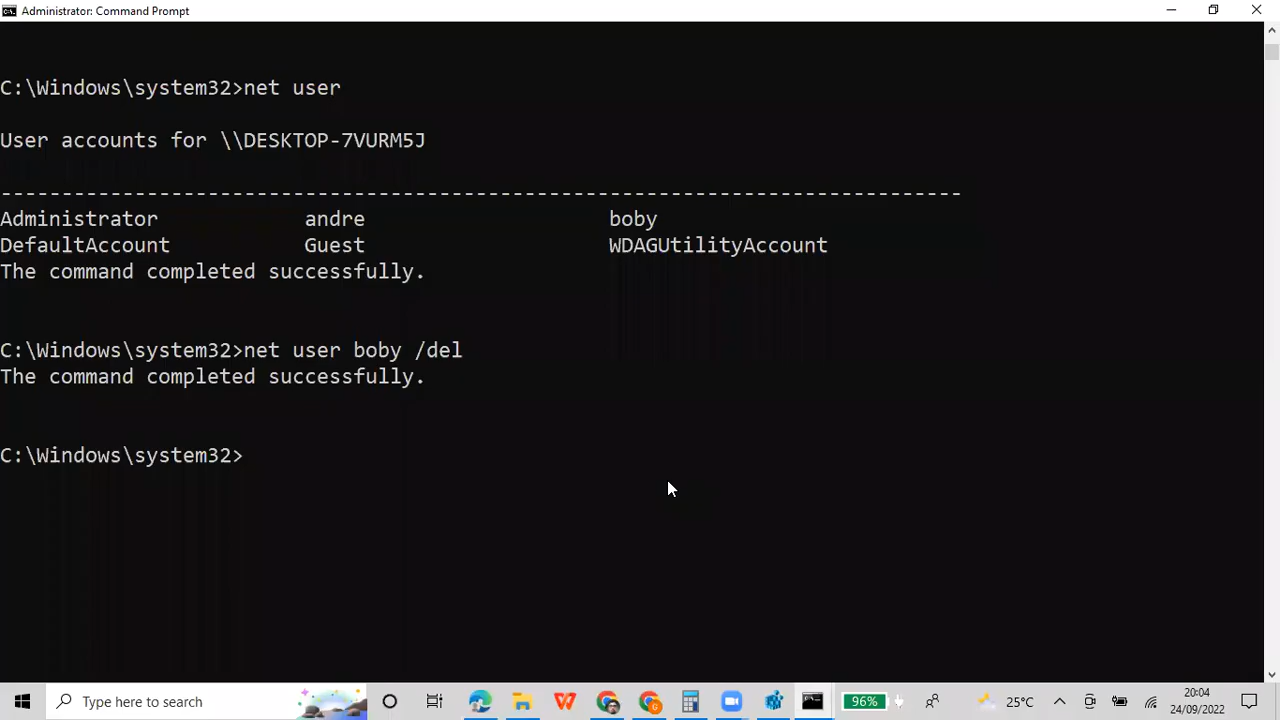 Administrator: Command Prompt
C:\Windows\system32>net user
User accounts for \\DESKTOP-7VURM5J
-------------------------------------------------------------------------------
Administrator            andre                    boby
DefaultAccount           Guest                    WDAGUtilityAccount
The command completed successfully.
C:\Windows\system32>net user boby /del
The command completed successfully.
C:\Windows\system32>
Type here to search
96%
25°C
20:04
24/09/2022